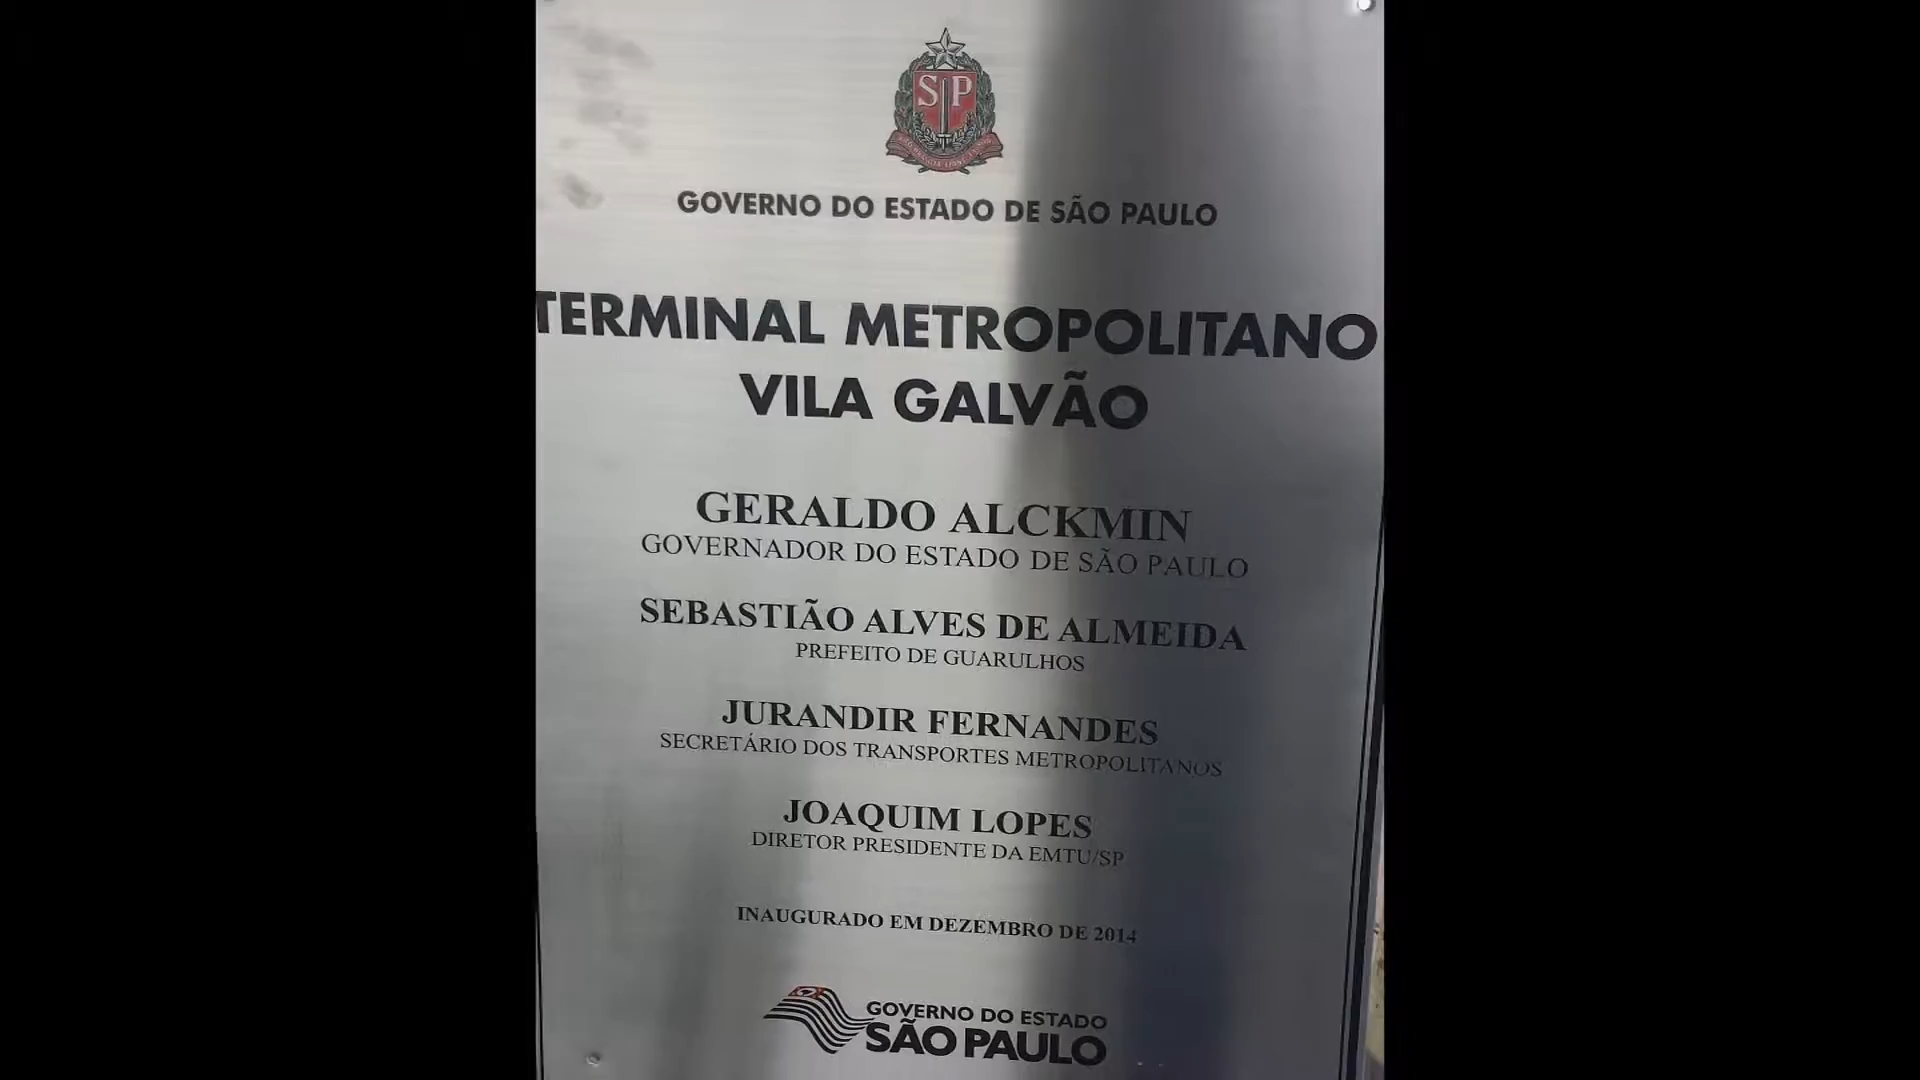 SP
GOVERNO DO ESTADO DE SÃO PAULO
TERMINAL METROPOLITANO
VILA GALVÃO
GERALDO ALCKMIN
GOVERNADOR DO ESTADO DE SÃO PAULO
SEBASTIÃO ALVES DE ALMEIDA
PREFEITO DE GUARULHOS
JURANDIR FERNANDES
SECRETÁRIO DOS TRANSPORTES METROPOLITANOS
JOAQUIM LOPES
DIRETOR PRESIDENTE DA EMTU/SP
INAUGURADO EM DEZEMBRO DE 2014
GOVERNO DO ESTADO
SÃO PAULO